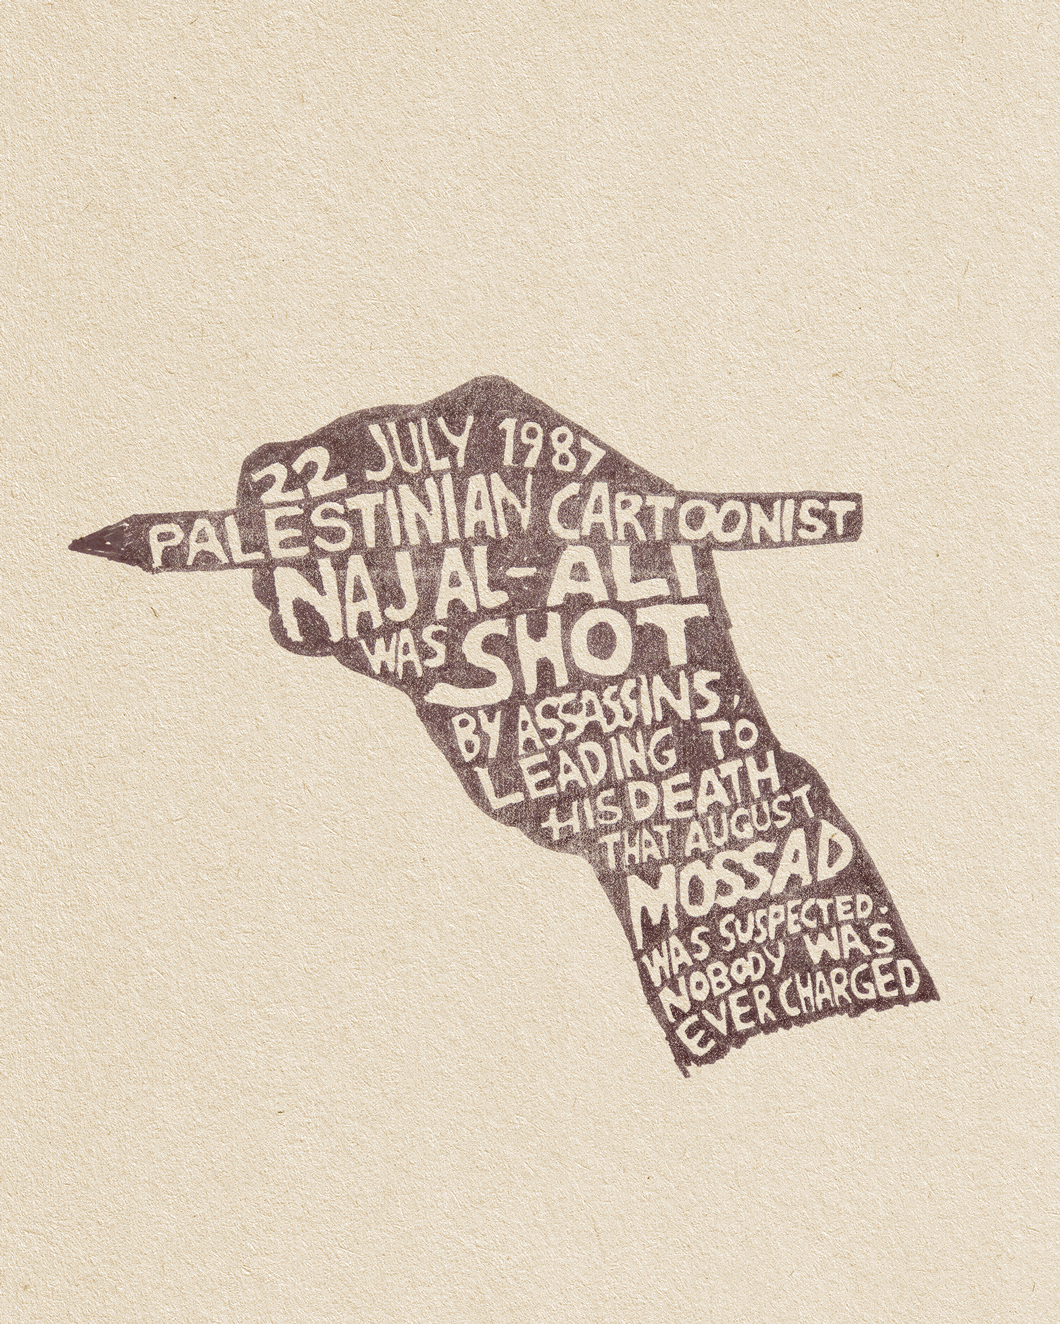 22 JULY 1987
PALESTINIAN CARTOONIST
NAJ AL-ALI
WAS SHOT
BY ASSASSINS,
LEADING TO
HIS DEATH
THAT AUGUST
MOSSAD
WAS SUSPECTED.
NOBODY WAS
EVER CHARGED